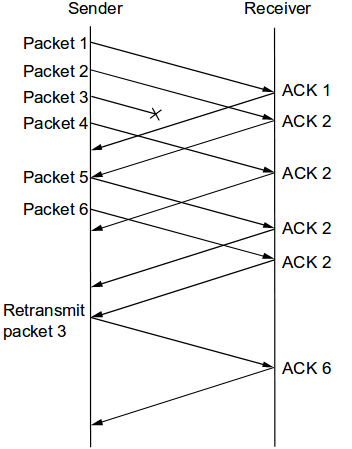 Sender Receiver
Packet 1
Packet 2
ACK 1
Packet 3
Packet 4
ACK 2
ACK 2
Packet 5
Packet 6
ACK 2
ACK 2
Retransmit
packet 3
ACK 6